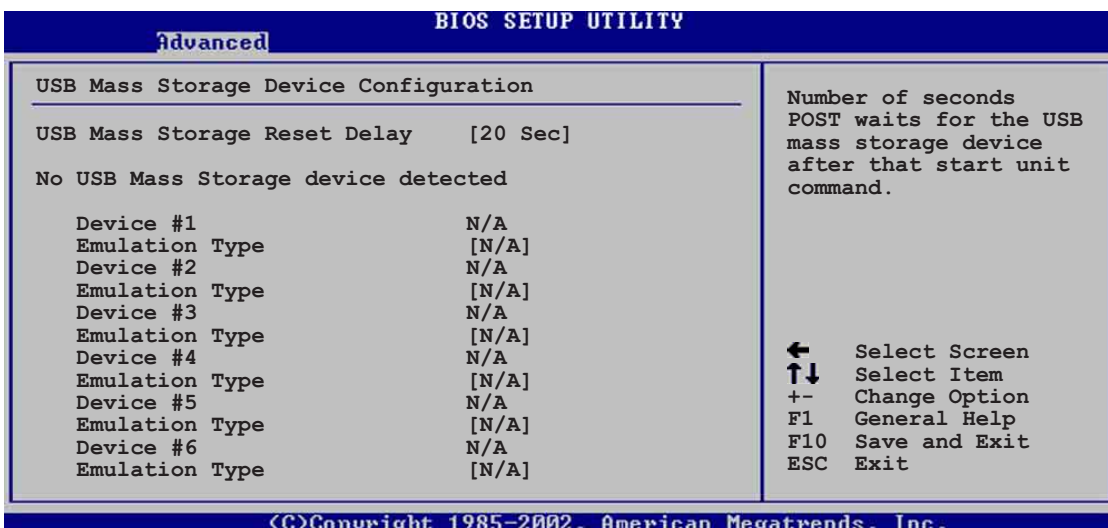 BIOS SETUP UTILITY
Advanced
USB Mass Storage Device Configuration
USB Mass Storage Reset Delay [20 Sec]
No USB Mass Storage device detected
Device #1 N/A
Emulation Type [N/A]
Device #2 N/A
Emulation Type [N/A]
Device #3 N/A
Emulation Type [N/A]
Device #4 N/A
Emulation Type [N/A]
Device #5 N/A
Emulation Type [N/A]
Device #6 N/A
Emulation Type [N/A]
Number of seconds
POST waits for the USB
mass storage device
after that start unit
command.
← Select Screen
↑↓ Select Item
+- Change Option
F1 General Help
F10 Save and Exit
ESC Exit
(C)Copyright 1985-2002, American Megatrends, Inc.